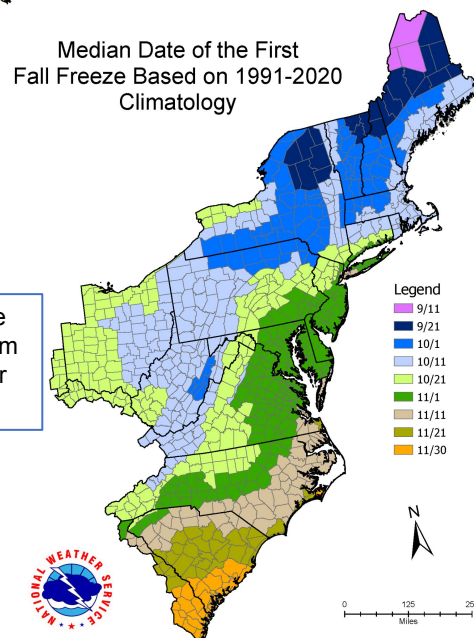 Median Date of the First
Fall Freeze Based on 1991-2020
Climatology
Legend
9/11
9/21
10/1
10/11
10/21
11/1
11/11
11/21
11/30
N
0 125
Miles
NATIONAL WEATHER SERVICE